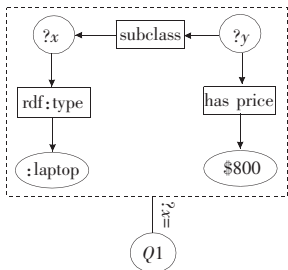 ?x
subclass
?y
rdf:type
has price
:laptop
$800
?x=
Q1